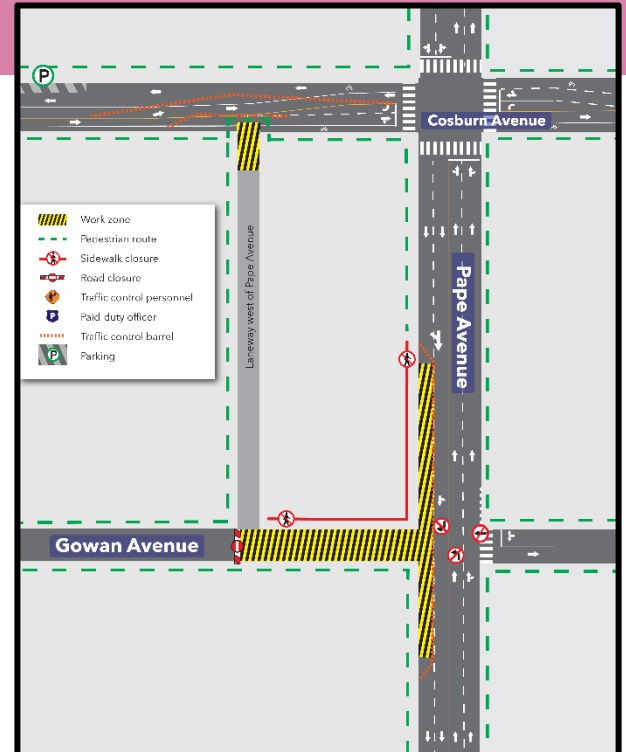 P
Cosburn Avenue
Laneway west of Pape Avenue
Pape Avenue
Work zone
Pedestrian route
Sidewalk closure
Road closure
Traffic control personnel
P
Paid duty officer
Traffic control barrel
P
Parking
Gowan Avenue